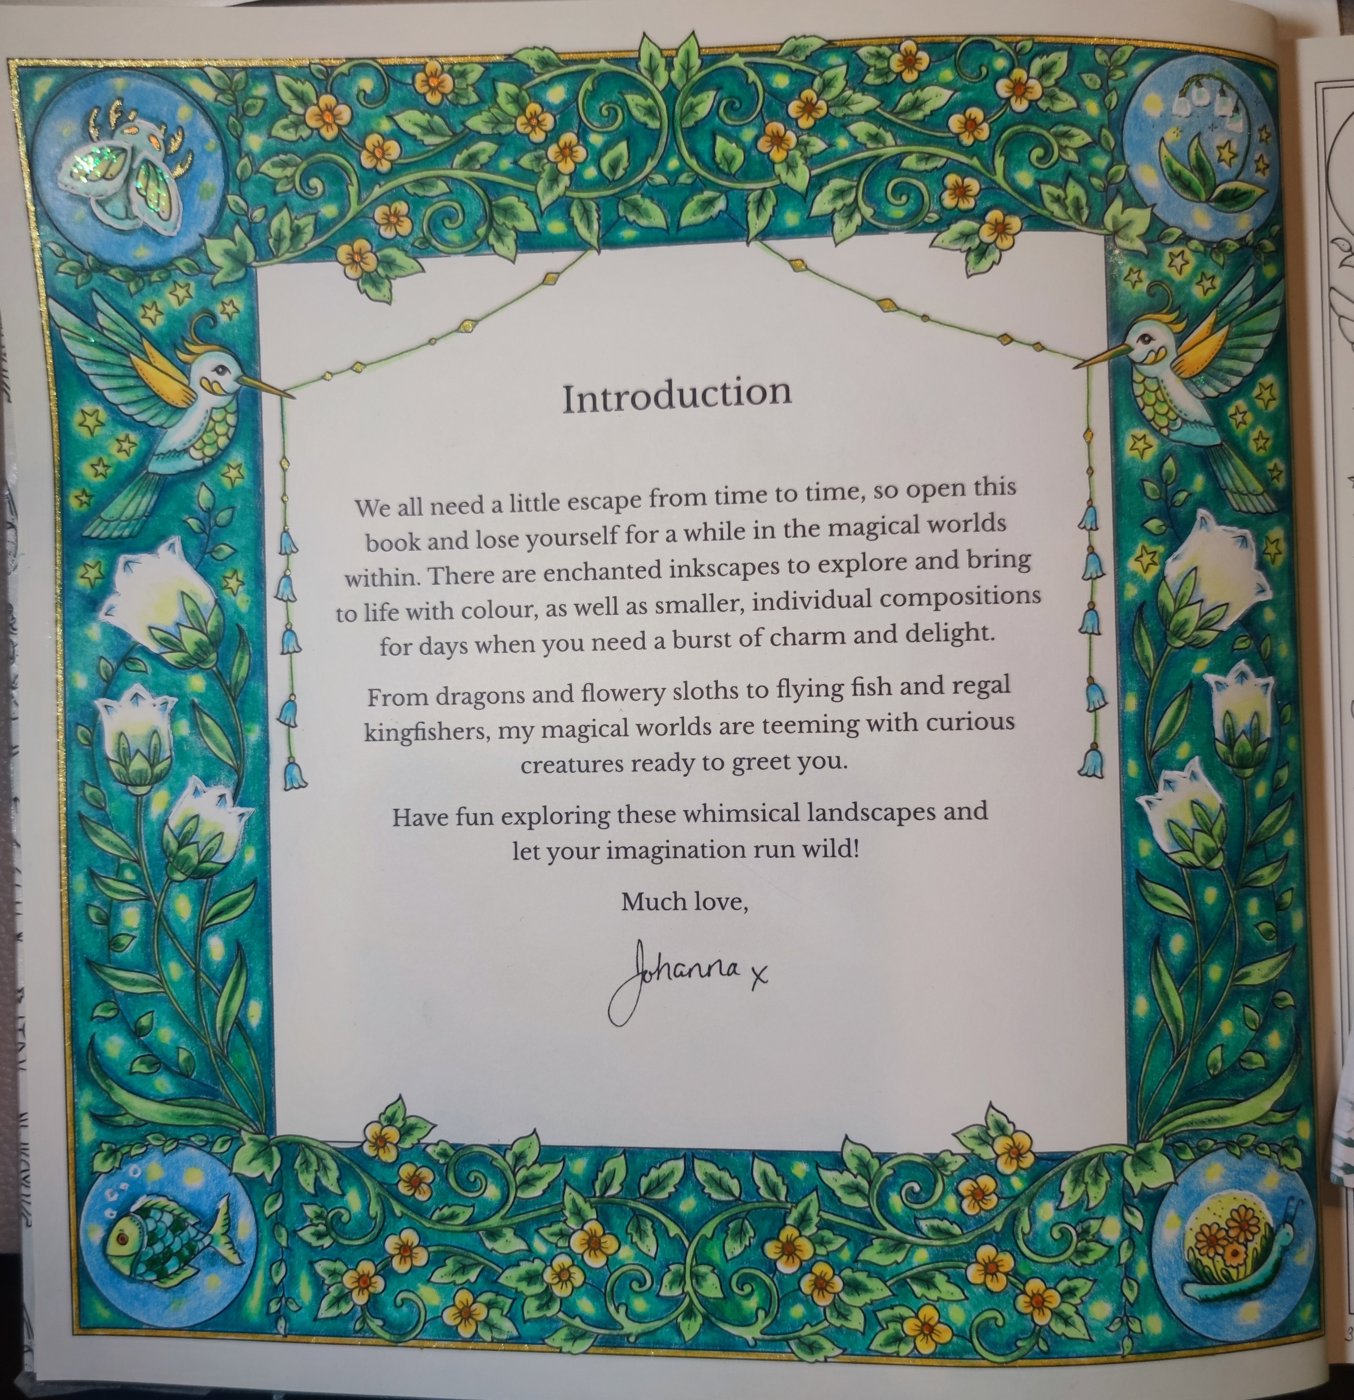 Introduction
We all need a little escape from time to time, so open this
book and lose yourself for a while in the magical worlds
within. There are enchanted inkscapes to explore and bring
to life with colour, as well as smaller, individual compositions
for days when you need a burst of charm and delight.
From dragons and flowery sloths to flying fish and regal
kingfishers, my magical worlds are teeming with curious
creatures ready to greet you.
Have fun exploring these whimsical landscapes and
let your imagination run wild!
Much love,
Johanna x